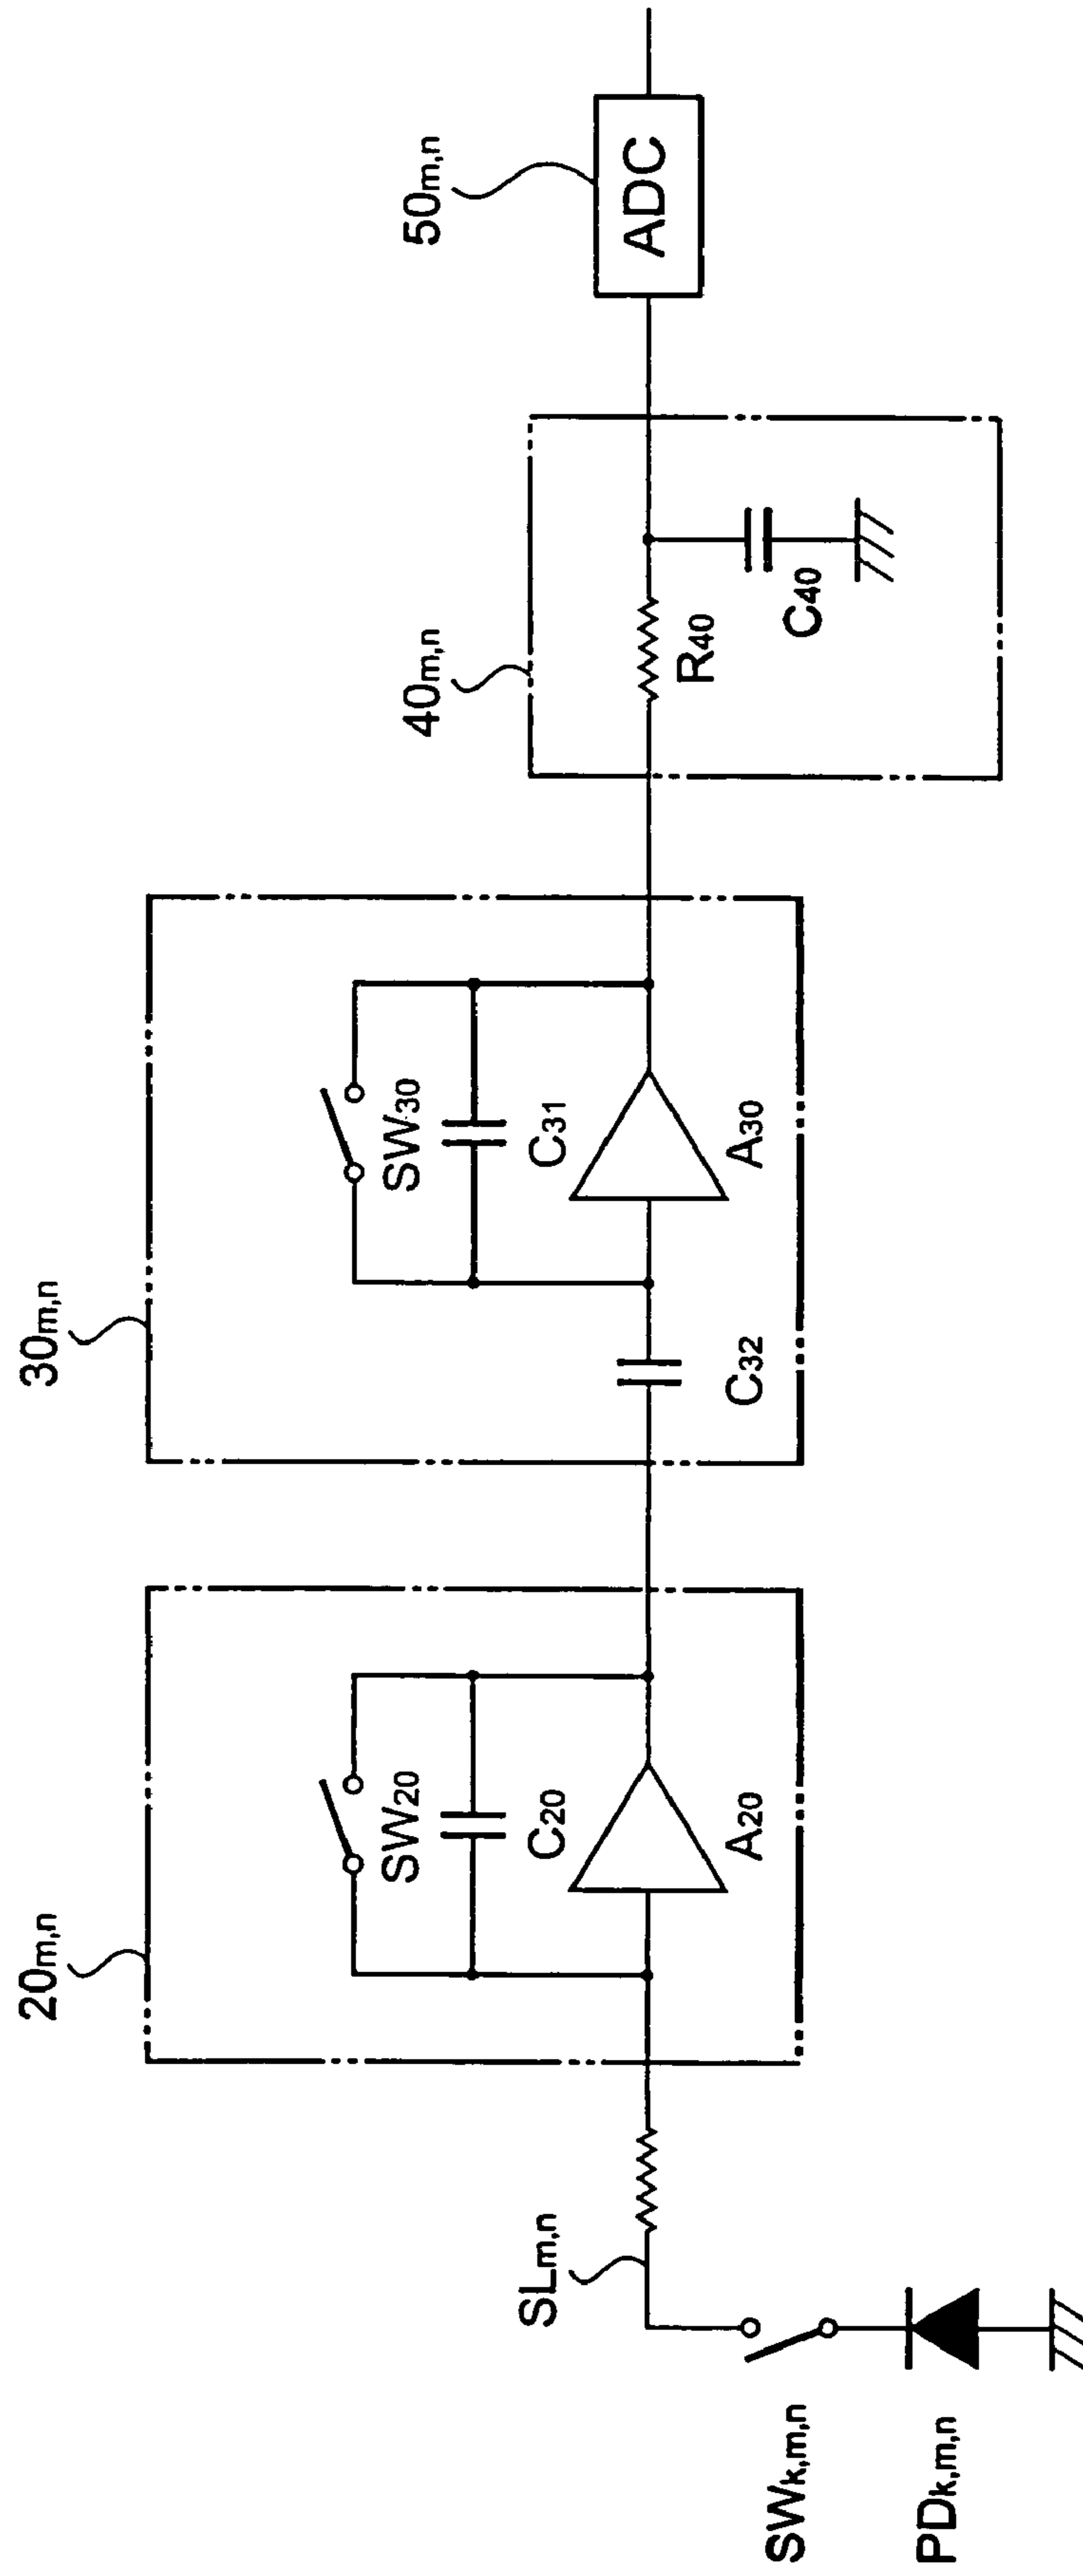 20m,n
30m,n
40m,n
50m,n
SW20
C20
A20
SW30
C31
A30
C32
R40
C40
ADC
SLm,n
SWk,m,n
PDk,m,n